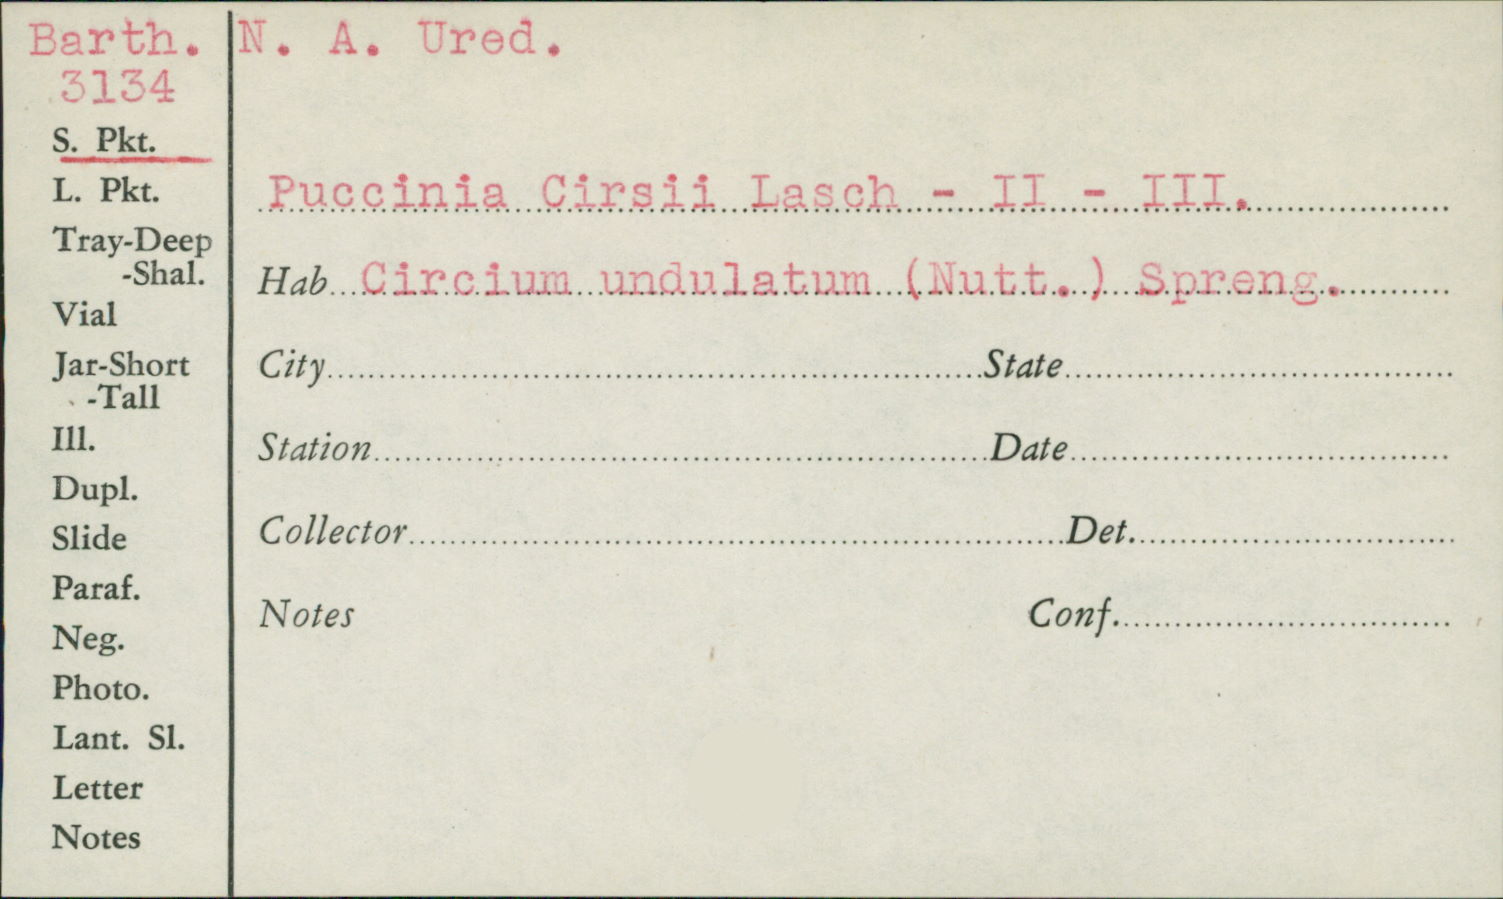 Barth. N. A. Ured.
3134
S. Pkt.
L. Pkt.
Puccinia Cirsii Lasch - II - III.
Tray-Deep
-Shal.
Hab. Circium undulatum (Nutt.) Spreng.
Vial
Jar-Short
-Tall
City State
Ill.
Station Date
Dupl.
Slide
Collector Det.
Paraf.
Notes Conf.
Neg.
Photo.
Lant. Sl.
Letter
Notes